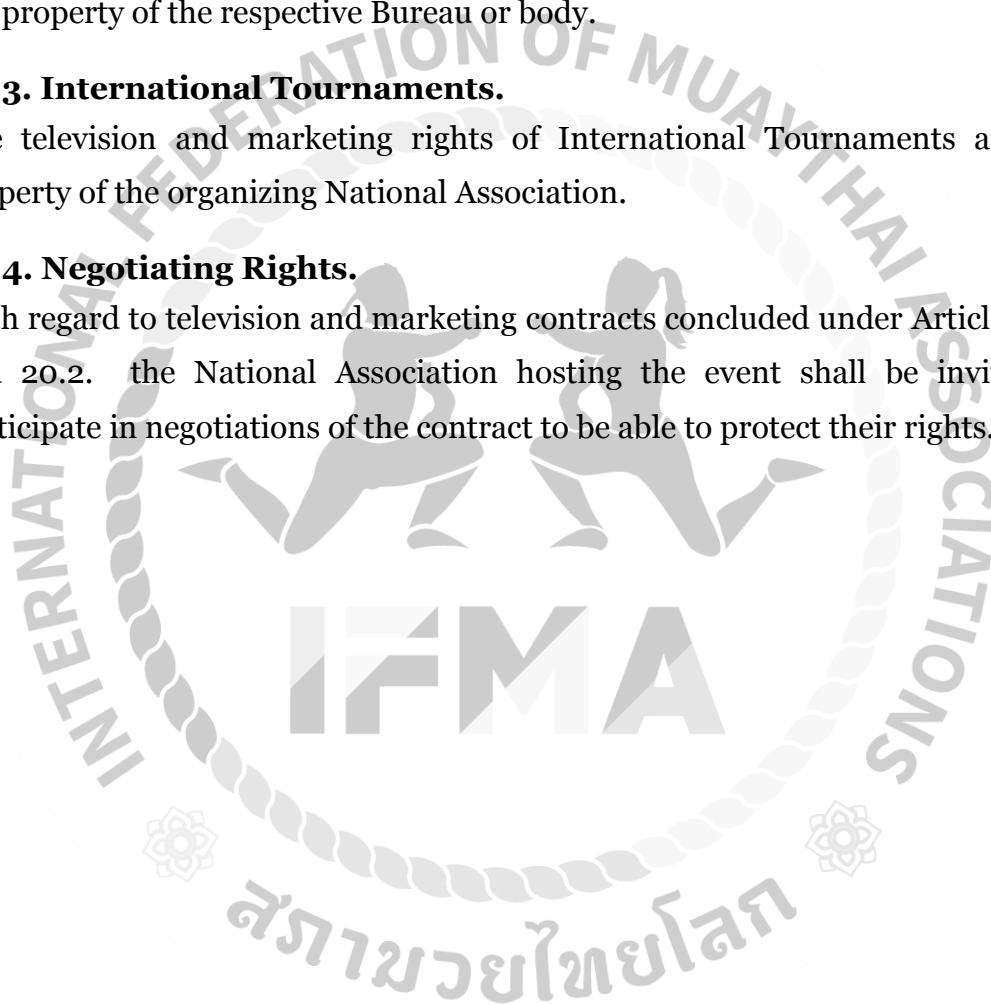 property of the respective Bureau or body.
3. International Tournaments.
television and marketing rights of International Tournaments a
perty of the organizing National Association.
4. Negotiating Rights.
h regard to television and marketing contracts concluded under Articl
20.2. the National Association hosting the event shall be invi
ticipate in negotiations of the contract to be able to protect their rights.
INTERNATIONAL FEDERATION OF MUAYTHAI ASSOCIATIONS
IFMA
สภามวยไทยโลก